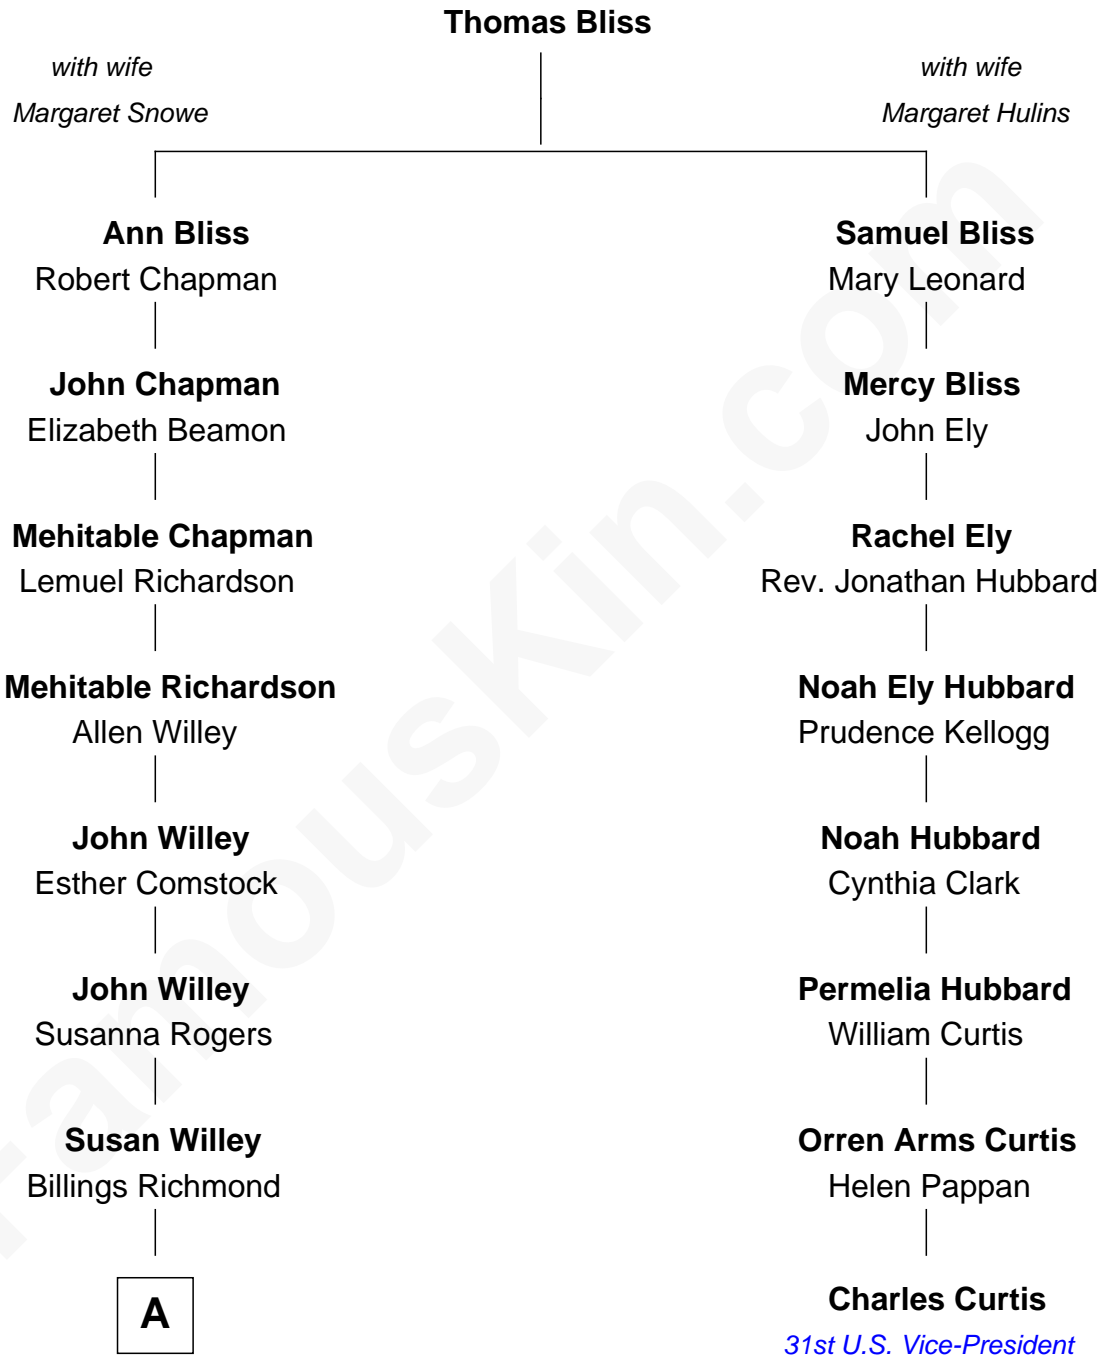 Thomas Bliss
with wife
Margaret Snowe
with wife
Margaret Hulins
Ann Bliss
Robert Chapman
Samuel Bliss
Mary Leonard
John Chapman
Elizabeth Beamon
Mercy Bliss
John Ely
Mehitable Chapman
Lemuel Richardson
Rachel Ely
Rev. Jonathan Hubbard
Mehitable Richardson
Allen Willey
Noah Ely Hubbard
Prudence Kellogg
John Willey
Esther Comstock
Noah Hubbard
Cynthia Clark
John Willey
Susanna Rogers
Permelia Hubbard
William Curtis
Susan Willey
Billings Richmond
Orren Arms Curtis
Helen Pappan
A
Charles Curtis
31st U.S. Vice-President
FamousKin.com